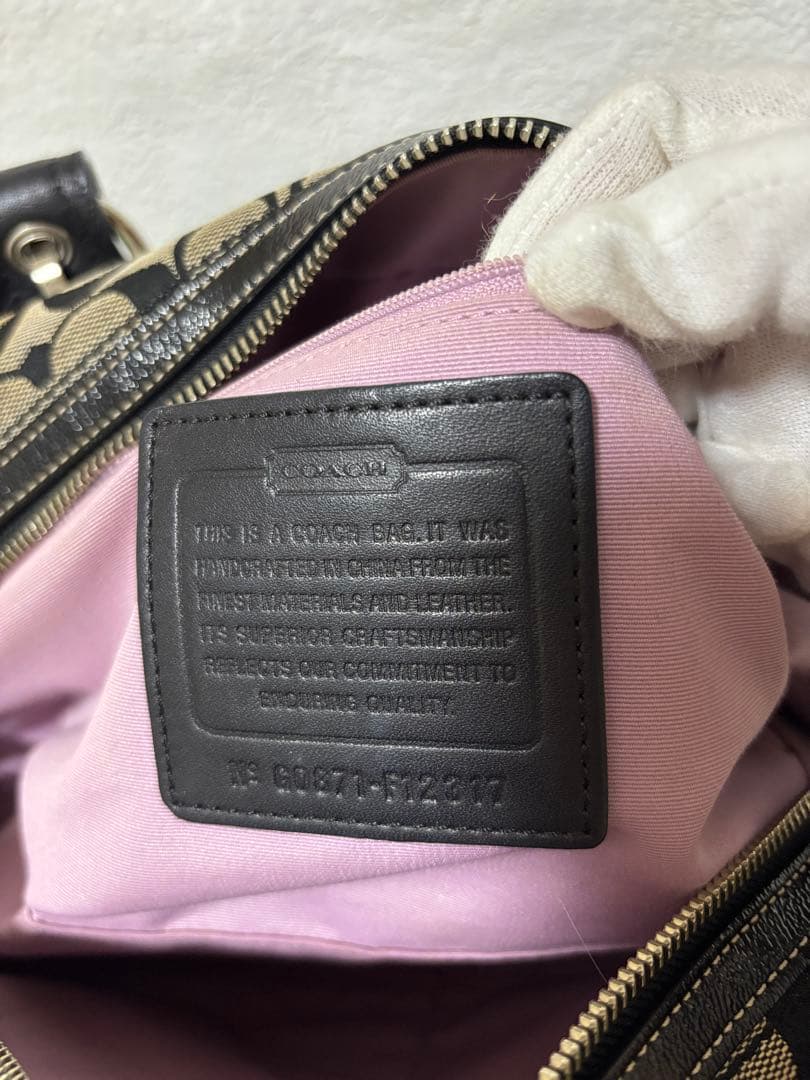 COACH
THIS IS A COACH BAG. IT WAS
HANDCRAFTED IN CHINA FROM THE
FINEST MATERIALS AND LEATHER.
ITS SUPERIOR CRAFTSMANSHIP
REFLECTS OUR COMMITMENT TO
ENDURING QUALITY.
Nº G0871-F12317